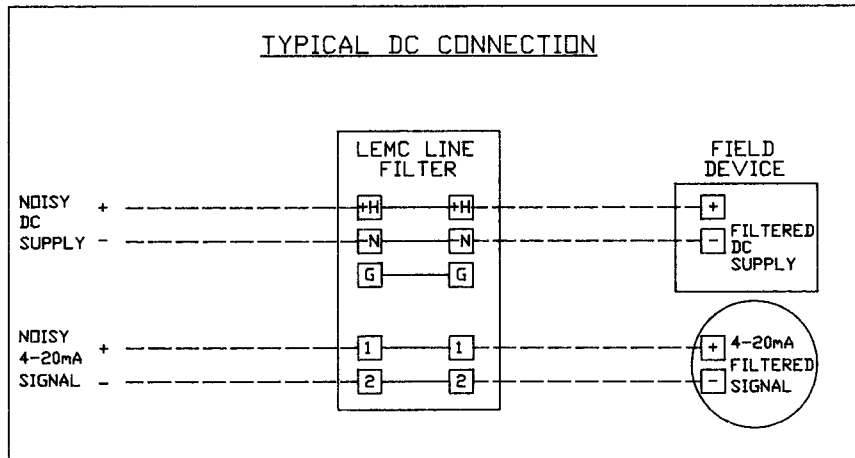 TYPICAL DC CONNECTION
LEMC LINE
FILTER
FIELD
DEVICE
NOISY
DC
SUPPLY
+
-
+H
+H
-N
-N
G
G
+
-
FILTERED
DC
SUPPLY
NOISY
4-20mA
SIGNAL
+
-
1
1
2
2
+
-
4-20mA
FILTERED
SIGNAL